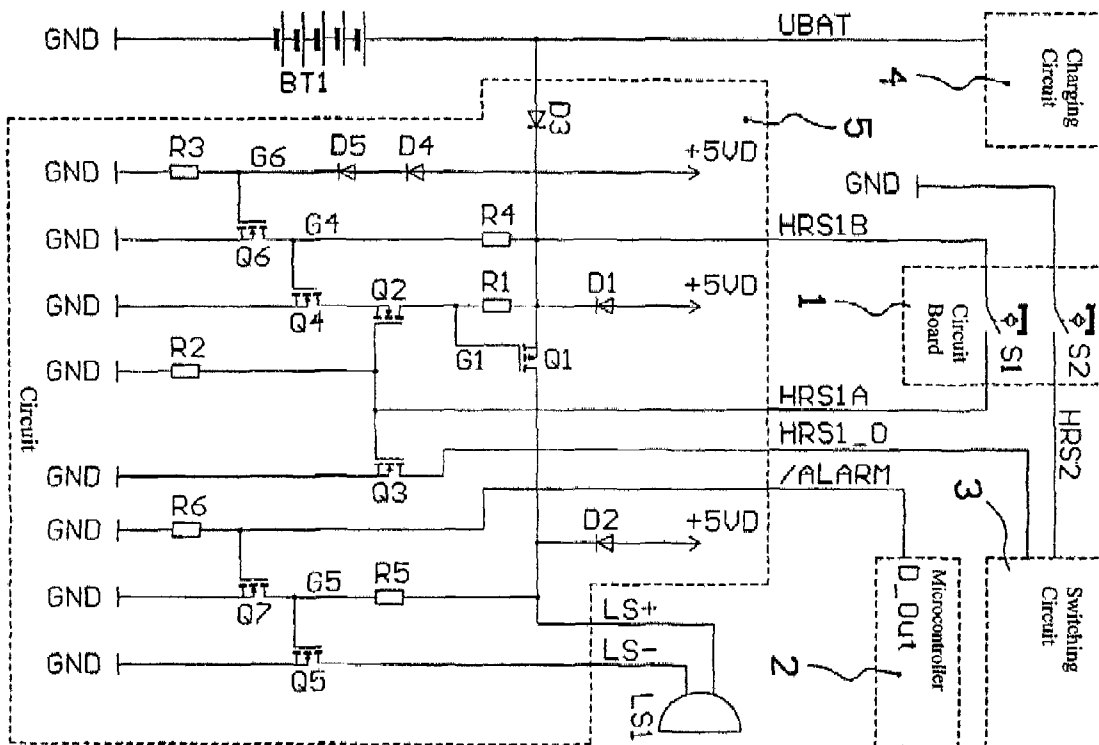 GND
BT1
UBAT
Charging
Circuit
4
D3
5
R3
G6
D5
D4
+5VD
GND
GND
R4
G4
HRS1B
GND
Q6
R1
D1
+5VD
1
Circuit
Board
S1
S2
GND
Q4
Q2
G1
Q1
R2
GND
HRS1A
HRS1_O
HRS2
Circuit
GND
Q3
/ALARM
3
R6
GND
D2
+5VD
D_Out
Microcontroller
Switching
Circuit
GND
Q7
G5
R5
LS+
LS-
2
GND
Q5
LS1